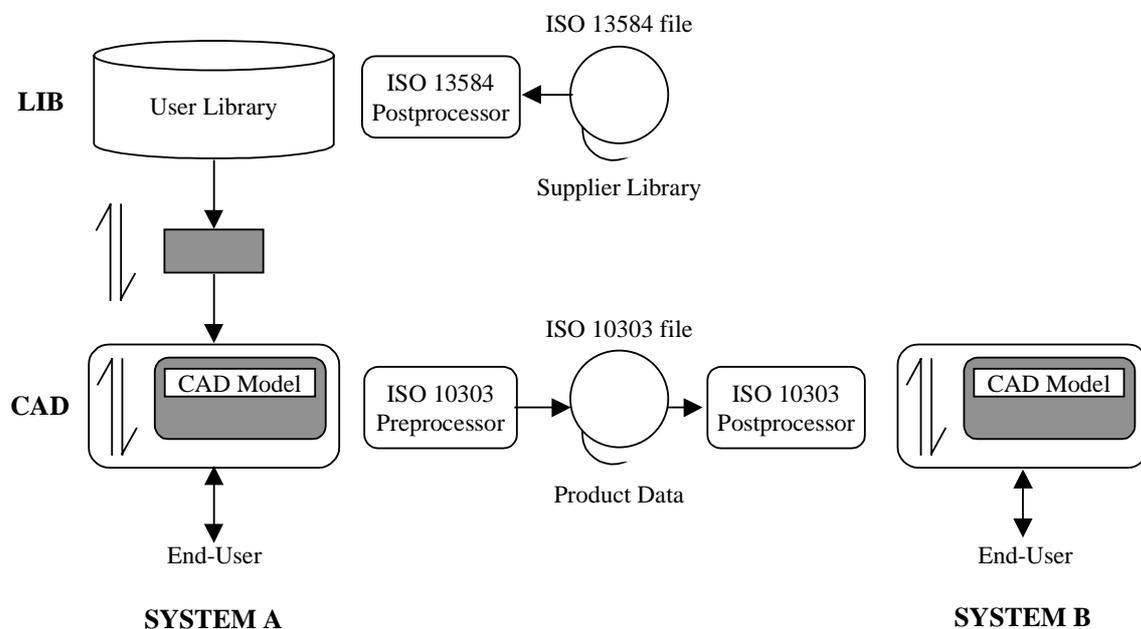 ISO 13584 file
LIB
User Library
ISO 13584
Postprocessor
Supplier Library
ISO 10303 file
CAD
CAD Model
ISO 10303
Preprocessor
ISO 10303
Postprocessor
CAD Model
Product Data
End-User
End-User
SYSTEM A
SYSTEM B